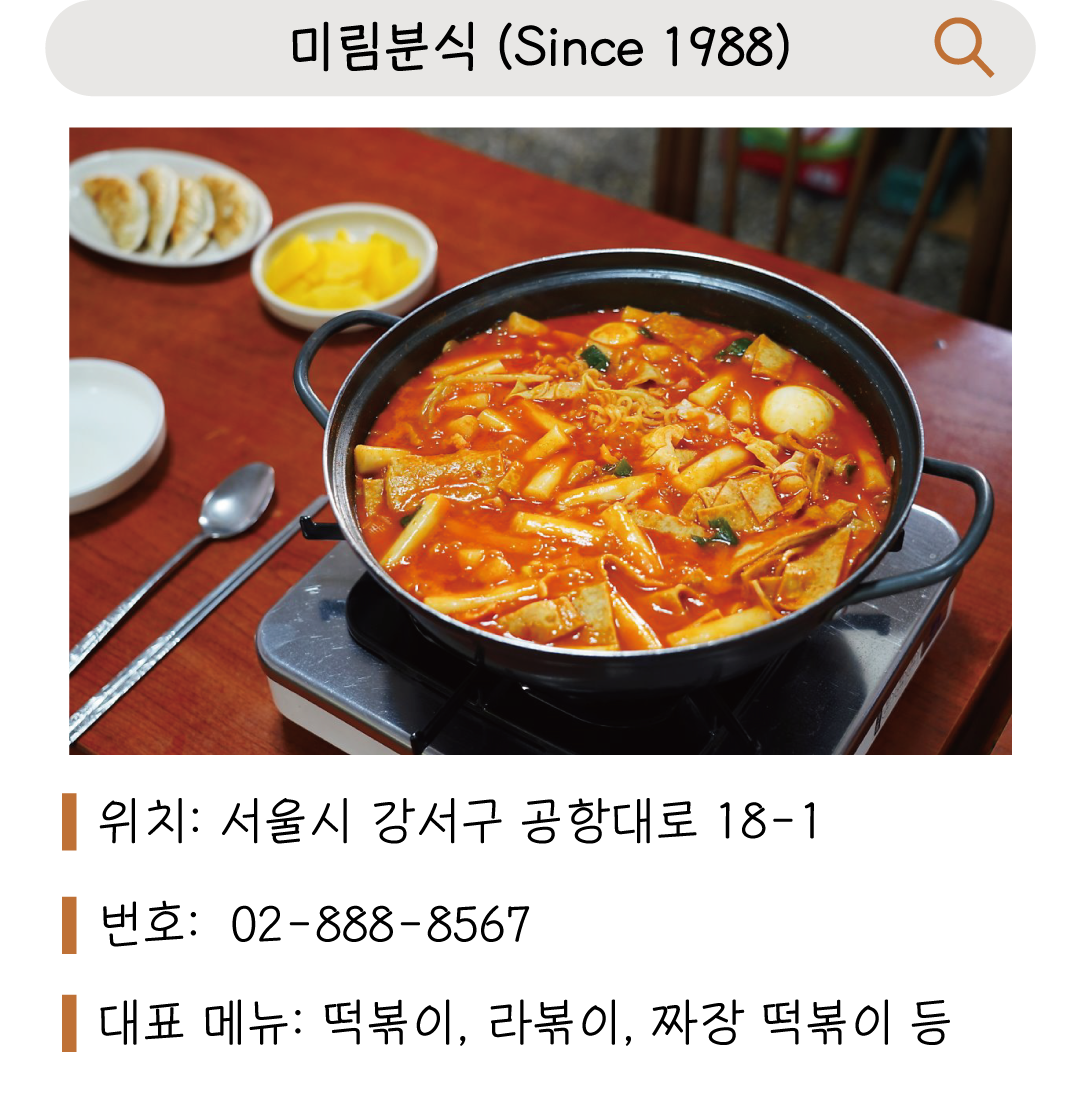 미림분식 (Since 1988)
위치: 서울시 강서구 공항대로 18-1
번호: 02-888-8567
대표 메뉴: 떡볶이, 라볶이, 짜장 떡볶이 등